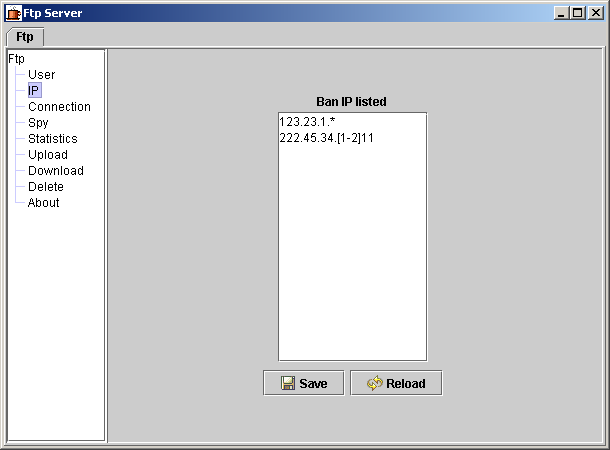 Ftp Server
Ftp
Ftp
User
IP
Connection
Spy
Statistics
Upload
Download
Delete
About
Ban IP listed
123.23.1.*
222.45.34.[1-2]11
Save
Reload